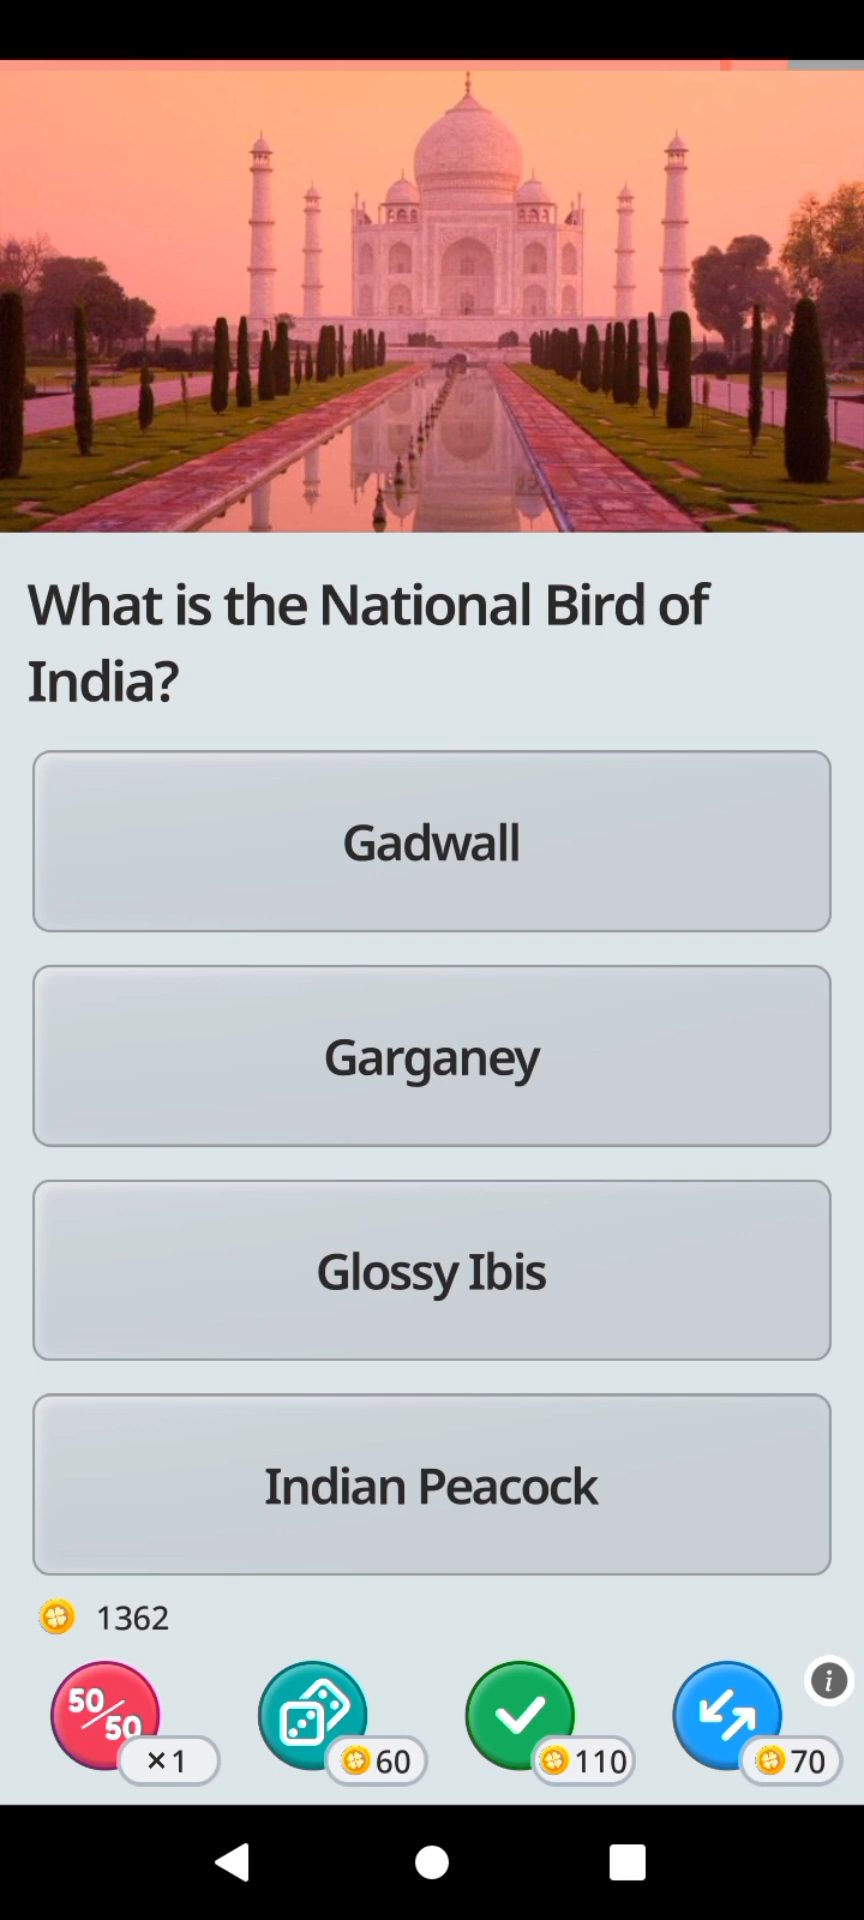 What is the National Bird of
India?
Gadwall
Garganey
Glossy Ibis
Indian Peacock
1362
50/50
×1
60
110
70
i